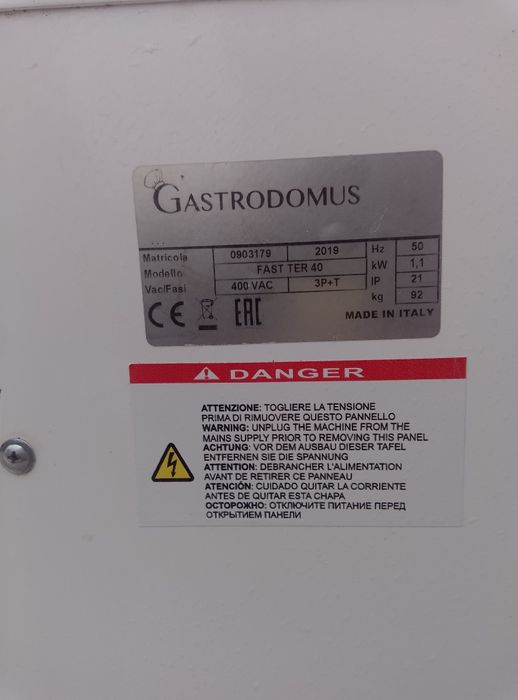 GASTRODOMUS
Matricola 0903179 2019 Hz 50
Modello FAST TER 40 kW 1,1
Vac/Fasi 400 VAC 3P+T IP 21
kg 92
CE EAC MADE IN ITALY
DANGER
ATTENZIONE: TOGLIERE LA TENSIONE
PRIMA DI RIMUOVERE QUESTO PANNELLO
WARNING: UNPLUG THE MACHINE FROM THE
MAINS SUPPLY PRIOR TO REMOVING THIS PANEL
ACHTUNG: VOR DEM AUSBAU DIESER TAFEL
ENTFERNEN SIE DIE SPANNUNG
ATTENTION: DEBRANCHER L'ALIMENTATION
AVANT DE RETIRER CE PANNEAU
ATENCIÓN: CUIDADO QUITAR LA CORRIENTE
ANTES DE QUITAR ESTA CHAPA
ОСТОРОЖНО: ОТКЛЮЧИТЕ ПИТАНИЕ ПЕРЕД
ОТКРЫТИЕМ ПАНЕЛИ